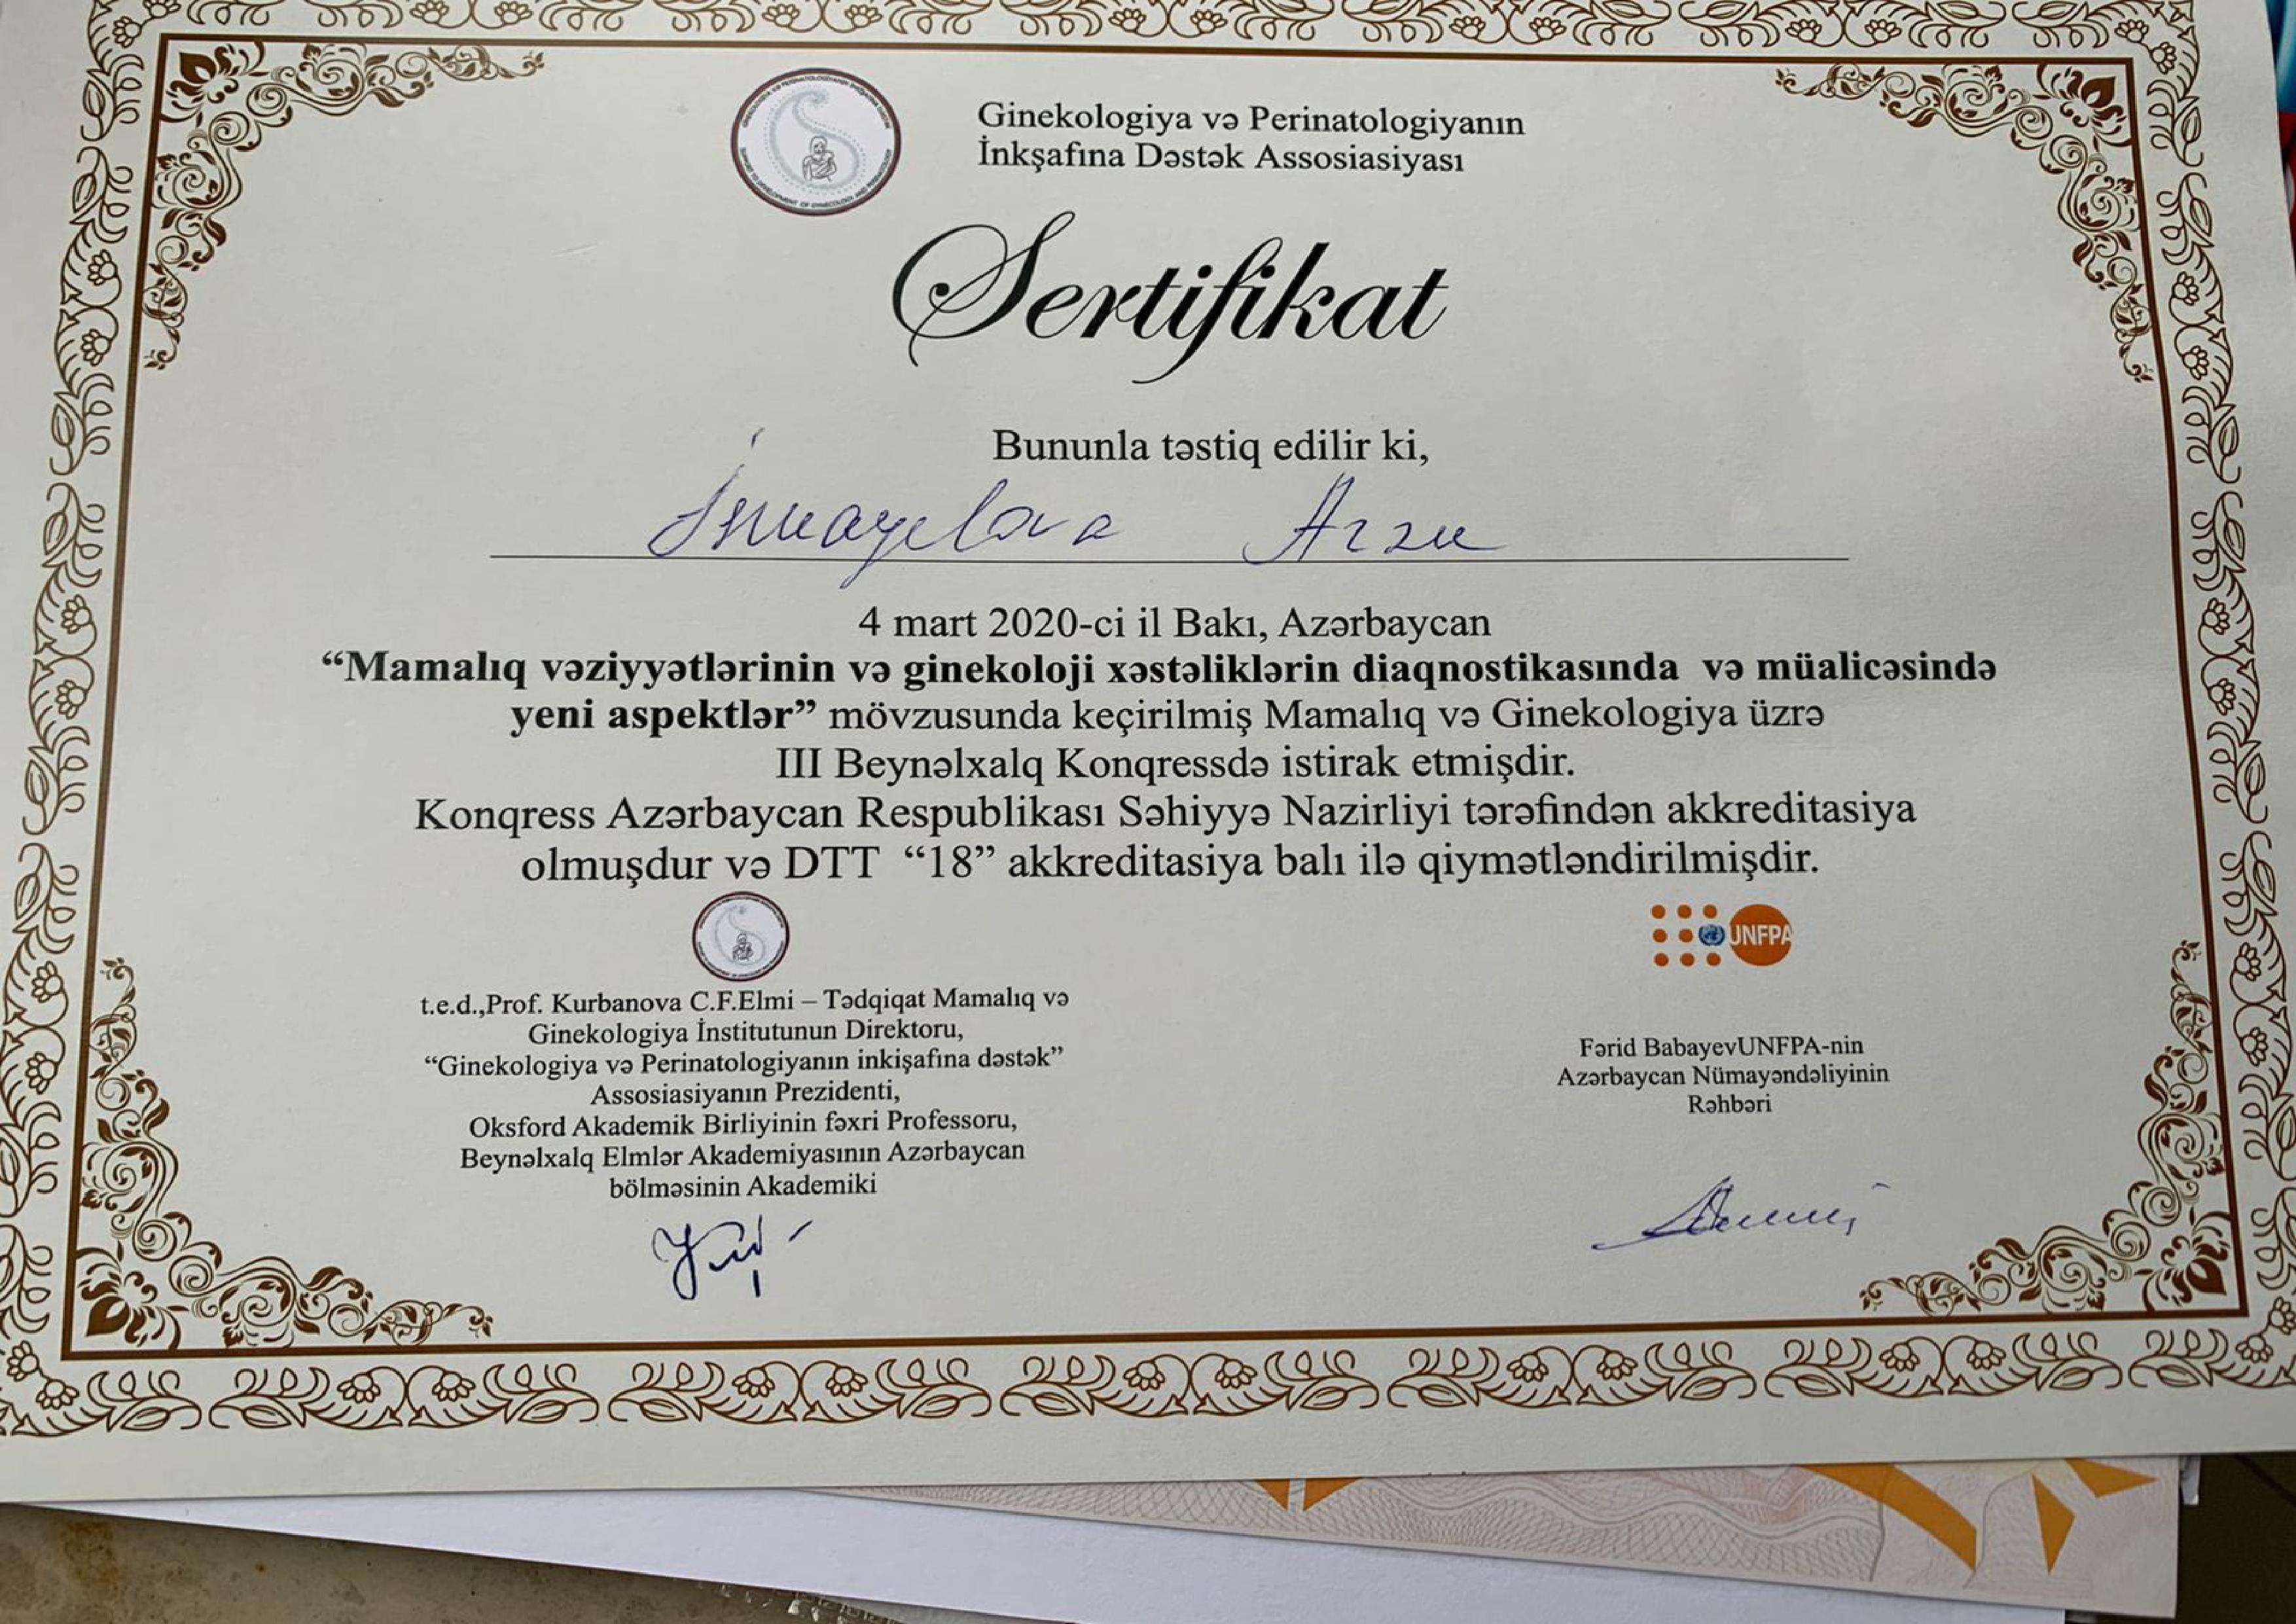 Ginekologiya və Perinatologiyanın
İnkşafına Dəstək Assosiasiyası
Sertifikat
Bununla təstiq edilir ki,
İsmayılova Arzu
4 mart 2020-ci il Bakı, Azərbaycan
“Mamalıq vəziyyətlərinin və ginekoloji xəstəliklərin diaqnostikasında və müalicəsində
yeni aspektlər” mövzusunda keçirilmiş Mamalıq və Ginekologiya üzrə
III Beynəlxalq Konqressdə istirak etmişdir.
Konqress Azərbaycan Respublikası Səhiyyə Nazirliyi tərəfindən akkreditasiya
olmuşdur və DTT “18” akkreditasiya balı ilə qiymətləndirilmişdir.
UNFPA
t.e.d.,Prof. Kurbanova C.F.Elmi – Tədqiqat Mamalıq və
Ginekologiya İnstitutunun Direktoru,
“Ginekologiya və Perinatologiyanın inkişafına dəstək”
Assosiasiyanın Prezidenti,
Oksford Akademik Birliyinin fəxri Professoru,
Beynəlxalq Elmlər Akademiyasının Azərbaycan
bölməsinin Akademiki
Fərid BabayevUNFPA-nin
Azərbaycan Nümayəndəliyinin
Rəhbəri